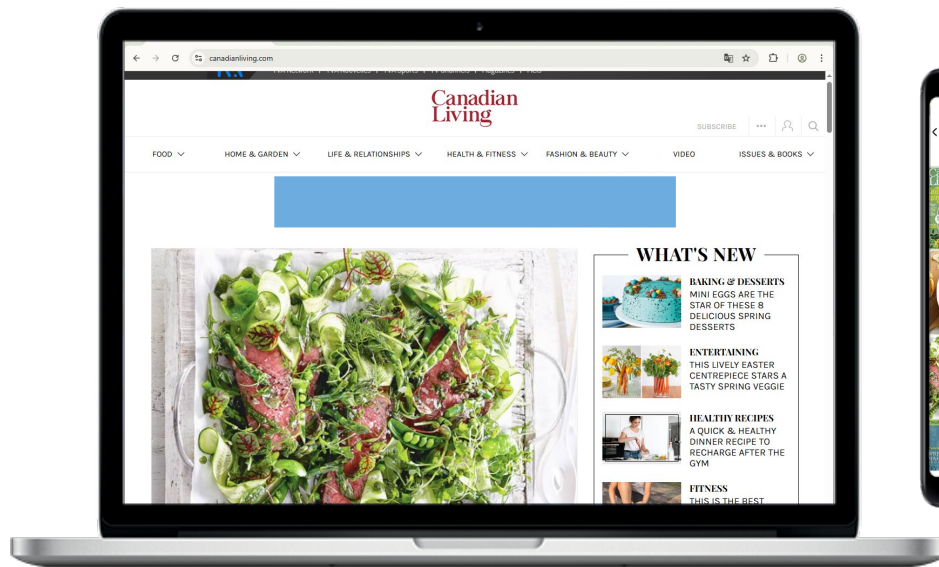 canadianliving.com
Canadian
Living
SUBSCRIBE
FOOD HOME & GARDEN LIFE & RELATIONSHIPS HEALTH & FITNESS FASHION & BEAUTY VIDEO ISSUES & BOOKS
WHAT'S NEW
BAKING & DESSERTS
MINI EGGS ARE THE
STAR OF THESE 8
DELICIOUS SPRING
DESSERTS
ENTERTAINING
THIS LIVELY EASTER
CENTREPIECE STARS A
TASTY SPRING VEGGIE
HEALTHY RECIPES
A QUICK & HEALTHY
DINNER RECIPE TO
RECHARGE AFTER THE
GYM
FITNESS
THIS IS THE BEST